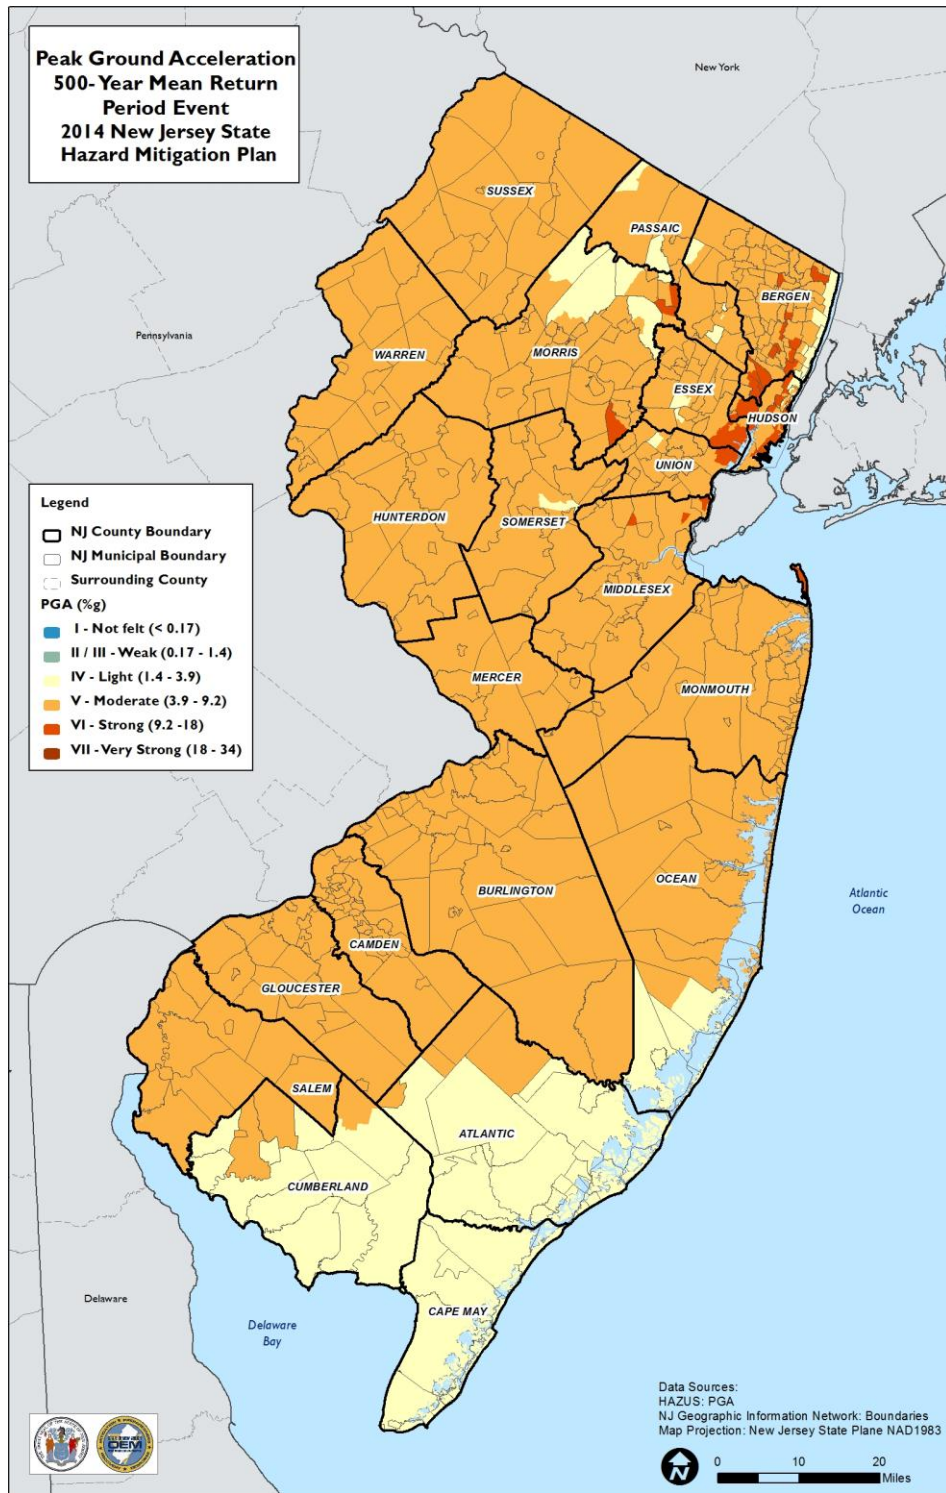 Peak Ground Acceleration
500- Year Mean Return
Period Event
2014 New Jersey State
Hazard Mitigation Plan
New York
SUSSEX
PASSAIC
BERGEN
Pennsylvania
WARREN
MORRIS
ESSEX
HUDSON
UNION
HUNTERDON
SOMERSET
MIDDLESEX
MERCER
MONMOUTH
Legend
NJ County Boundary
NJ Municipal Boundary
Surrounding County
PGA (%g)
I - Not felt (< 0.17)
II / III - Weak (0.17 - 1.4)
IV - Light (1.4 - 3.9)
V - Moderate (3.9 - 9.2)
VI - Strong (9.2 -18)
VII - Very Strong (18 - 34)
OCEAN
BURLINGTON
Atlantic
Ocean
CAMDEN
GLOUCESTER
SALEM
ATLANTIC
CUMBERLAND
Delaware
Delaware
Bay
CAPE MAY
Data Sources:
HAZUS: PGA
NJ Geographic Information Network: Boundaries
Map Projection: New Jersey State Plane NAD1983
OEM
N
0 10 20
Miles